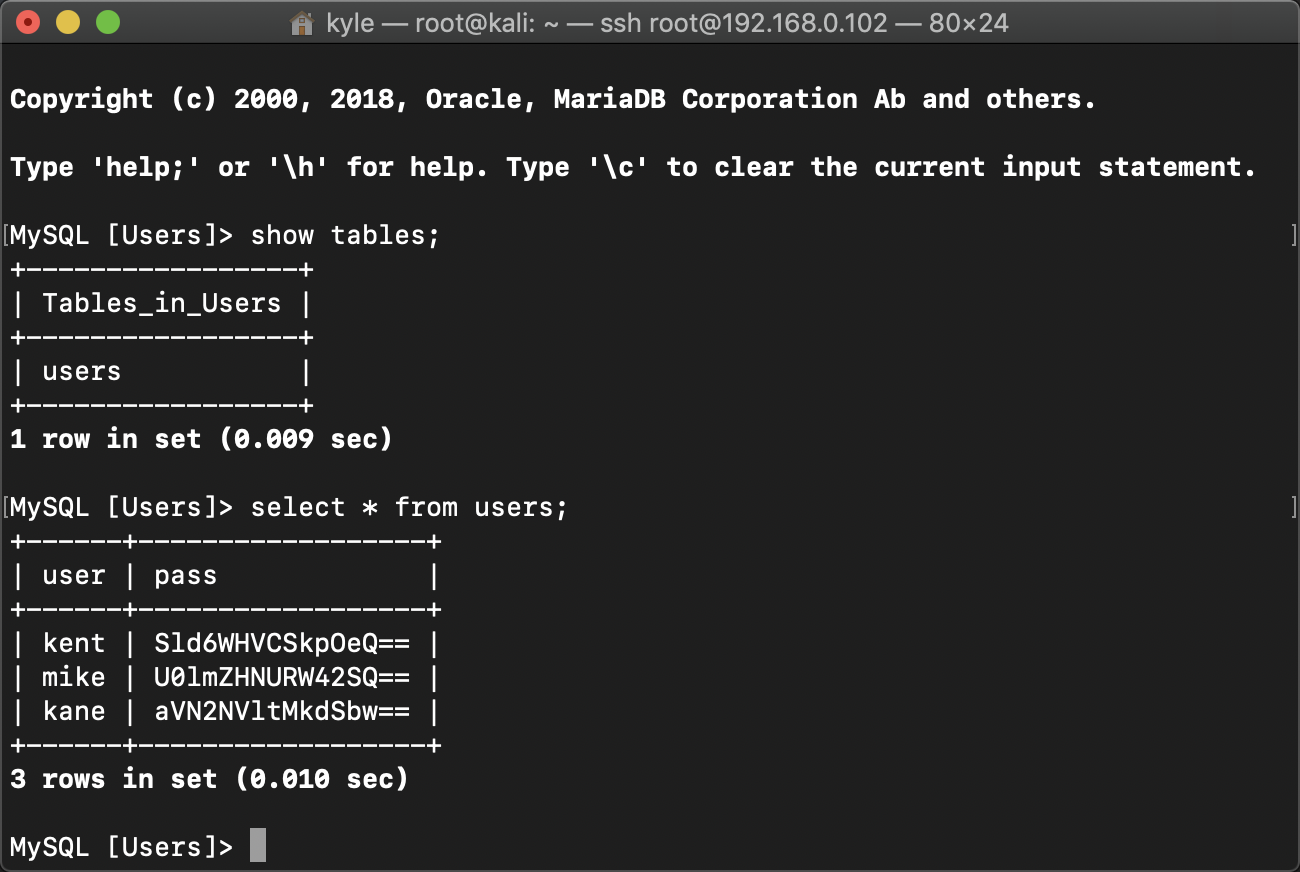 kyle — root@kali: ~ — ssh root@192.168.0.102 — 80×24
Copyright (c) 2000, 2018, Oracle, MariaDB Corporation Ab and others.
Type 'help;' or '\h' for help. Type '\c' to clear the current input statement.
[MySQL [Users]> show tables; ]
+-----------------+
| Tables_in_Users |
+-----------------+
| users           |
+-----------------+
1 row in set (0.009 sec)
[MySQL [Users]> select * from users; ]
+------+------------------+
| user | pass             |
+------+------------------+
| kent | Sld6WHVCSkpOeQ== |
| mike | U0lmZHNURW42SQ== |
| kane | aVN2NVltMkdSbw== |
+------+------------------+
3 rows in set (0.010 sec)
MySQL [Users]>